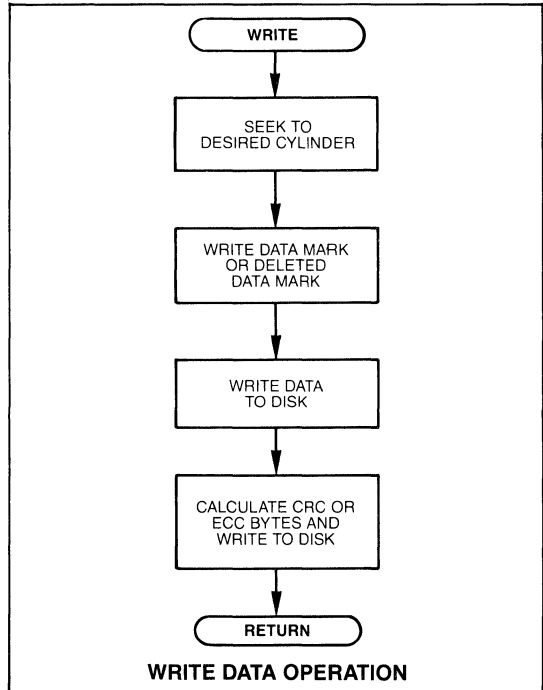 WRITE
SEEK TO
DESIRED CYLINDER
WRITE DATA MARK
OR DELETED
DATA MARK
WRITE DATA
TO DISK
CALCULATE CRC OR
ECC BYTES AND
WRITE TO DISK
RETURN
WRITE DATA OPERATION